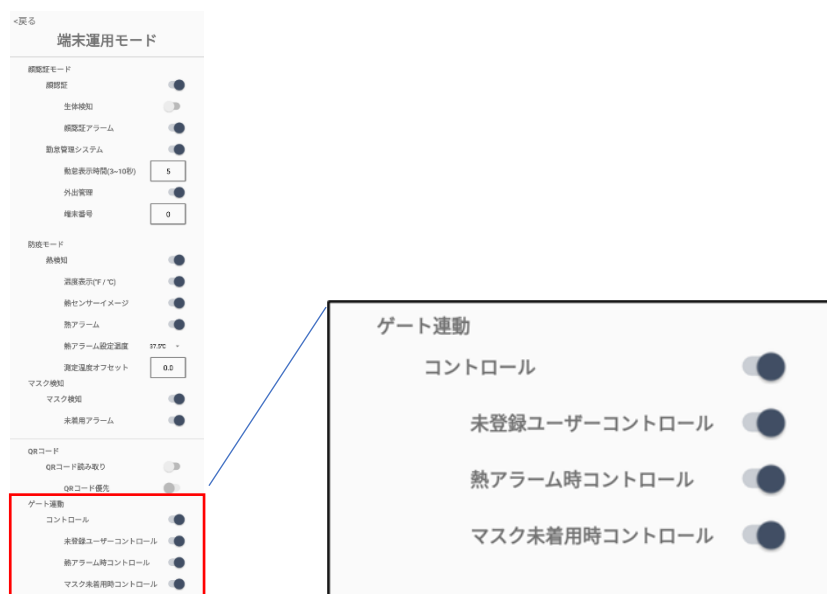 <戻る
端末運用モード
顔認証モード
顔認証
生体検知
顔認証アラーム
勤怠管理システム
勤怠表示時間(3~10秒) 5
外出管理
端末番号 0
防疫モード
熱検知
温度表示(°F / °C)
熱センサーイメージ
熱アラーム
熱アラーム設定温度 37.5℃
測定温度オフセット 0.0
マスク検知
マスク検知
未着用アラーム
QRコード
QRコード読み取り
QRコード優先
ゲート連動
コントロール
未登録ユーザーコントロール
熱アラーム時コントロール
マスク未着用時コントロール
ゲート連動
コントロール
未登録ユーザーコントロール
熱アラーム時コントロール
マスク未着用時コントロール